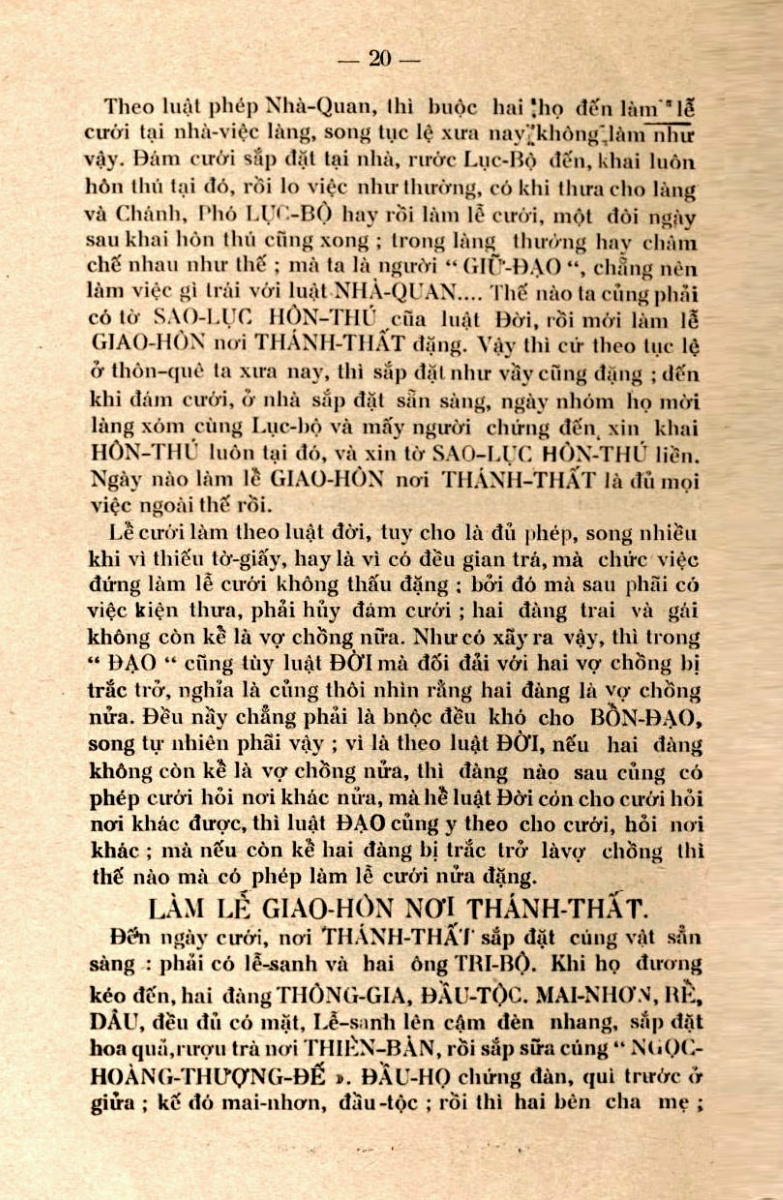 — 20 —
Theo luật phép Nhà-Quan, thì buộc hai họ đến làm lễ
cưới tại nhà-việc làng, song tục lệ xưa nay không làm như
vậy. Đám cưới sắp đặt tại nhà, rước Lục-Bộ đến, khai luôn
hôn thú tại đó, rồi lo việc như thường, có khi thưa cho làng
và Chánh, Phó LỤC-BỘ hay rồi làm lễ cưới, một đôi ngày
sau khai hôn thú cũng xong ; trong làng thường hay châm
chế nhau như thế ; mà ta là người “ GIỮ-ĐẠO “, chẳng nên
làm việc gì trái với luật NHÀ-QUAN.... Thế nào ta củng phải
có tờ SAO-LỤC HÔN-THÚ cũa luật Đời, rồi mới làm lễ
GIAO-HÔN nơi THÁNH-THẤT đặng. Vậy thì cứ theo tục lệ
ở thôn-quê ta xưa nay, thì sắp đặt như vầy cũng đặng ; đến
khi đám cưới, ở nhà sắp đặt sẵn sàng, ngày nhóm họ mời
làng xóm cùng Lục-bộ và mấy người chứng đến, xin khai
HÔN-THÚ luôn tại đó, và xin tờ SAO-LỤC HÔN-THÚ liền.
Ngày nào làm lễ GIAO-HÔN nơi THÁNH-THẤT là đủ mọi
việc ngoài thế rồi.
Lễ cưới làm theo luật đời, tuy cho là đủ phép, song nhiều
khi vì thiếu tờ-giấy, hay là vì có đều gian trá, mà chức việc
đứng làm lễ cưới không thấu đặng ; bởi đó mà sau phãi có
việc kiện thưa, phải hủy đám cưới ; hai đàng trai và gái
không còn kể là vợ chồng nữa. Như có xãy ra vậy, thì trong
“ ĐẠO “ cũng tùy luật ĐỜI mà đối đải với hai vợ chồng bị
trắc trở, nghỉa là củng thôi nhìn rằng hai đàng là vợ chồng
nửa. Đều nầy chẳng phải là bnộc đều khó cho BỔN-ĐẠO,
song tự nhiên phãi vậy ; vì là theo luật ĐỜI, nếu hai đàng
không còn kể là vợ chồng nửa, thì đàng nào sau củng có
phép cưới hỏi nơi khác nửa, mà hể luật Đời còn cho cưới hỏi
nơi khác được, thì luật ĐẠO củng y theo cho cưới, hỏi nơi
khác ; mà nếu còn kể hai đàng bị trắc trở làvợ chồng thì
thế nào mà có phép làm lễ cưới nửa đặng.
LÀM LỄ GIAO-HÔN NƠI THÁNH-THẤT.
Đến ngày cưới, nơi THÁNH-THẤT sắp đặt cúng vật sẳn
sàng : phải có lễ-sanh và hai ông TRI-BỘ. Khi họ đương
kéo đến, hai đàng THÔNG-GIA, ĐẦU-TỘC. MAI-NHƠN, RỂ,
DÂU, đều đủ có mặt, Lễ-sanh lên cậm đèn nhang, sắp đặt
hoa quả,rượu trà nơi THIÊN-BÀN, rồi sắp sữa cúng “ NGỌC-
HOÀNG-THƯỢNG-ĐẾ ». ĐẦU-HỌ chứng đàn, quì trước ở
giửa ; kế đó mai-nhơn, đầu-tộc ; rồi thì hai bên cha mẹ ;